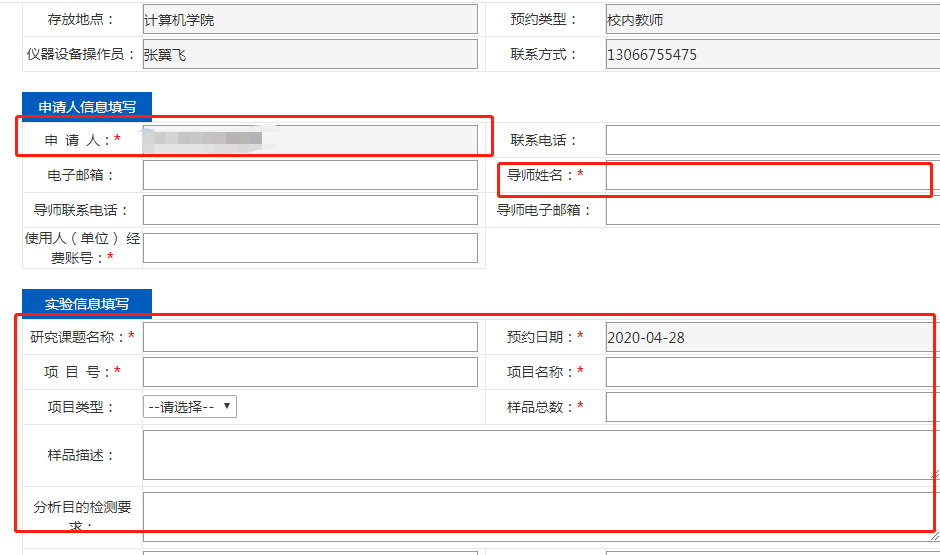 存放地点： 计算机学院 预约类型： 校内教师
仪器设备操作员： 张翼飞 联系方式： 13066755475
申请人信息填写
申 请 人：* 联系电话：
电子邮箱： 导师姓名：*
导师联系电话： 导师电子邮箱：
使用人（单位）经
费账号：*
实验信息填写
研究课题名称：* 预约日期：* 2020-04-28
项 目 号：* 项目名称：*
项目类型： --请选择-- 样品总数：*
样品描述：
分析目的检测要
求：